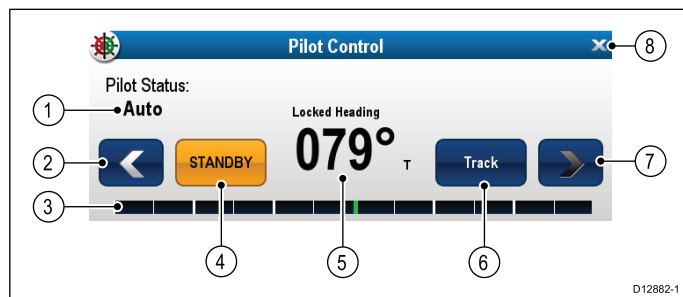 Pilot Control
8
Pilot Status:
1
Auto
Locked Heading
2
STANDBY
079° T
Track
7
3
4
5
6
D12882-1